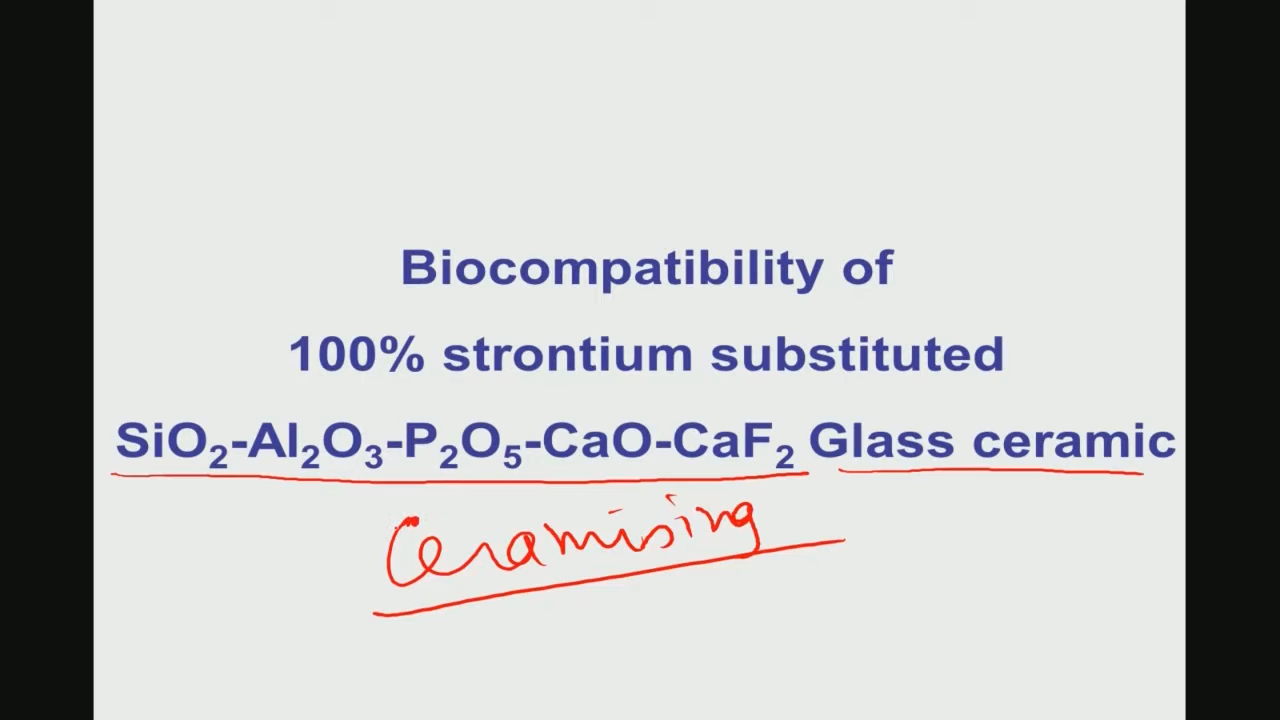 Biocompatibility of
100% strontium substituted
SiO₂-Al₂O₃-P₂O₅-CaO-CaF₂ Glass ceramic
Ceramising